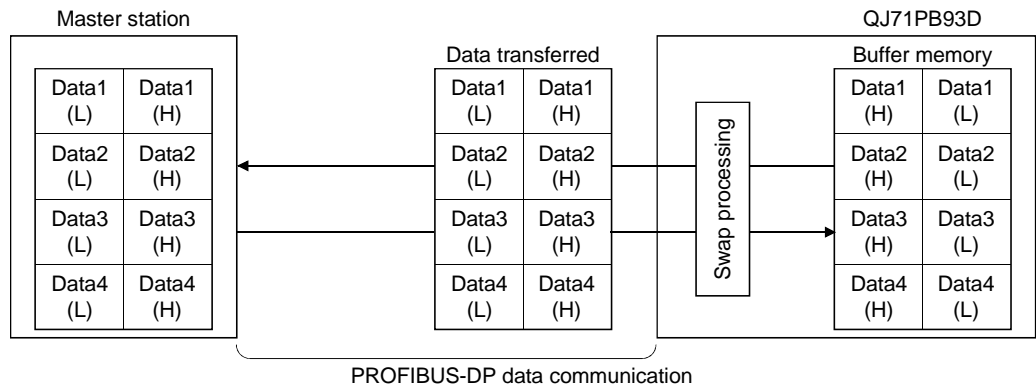 Master station
QJ71PB93D
Data transferred
Buffer memory
Data1 Data1 Data1 Data1 Data1 Data1
(L) (H) (L) (H) (H) (L)
Data2 Data2 Data2 Data2 Data2 Data2
(L) (H) (L) (H) (H) (L)
Data3 Data3 Data3 Data3 Data3 Data3
(L) (H) (L) (H) (H) (L)
Data4 Data4 Data4 Data4 Data4 Data4
(L) (H) (L) (H) (H) (L)
Swap processing
PROFIBUS-DP data communication